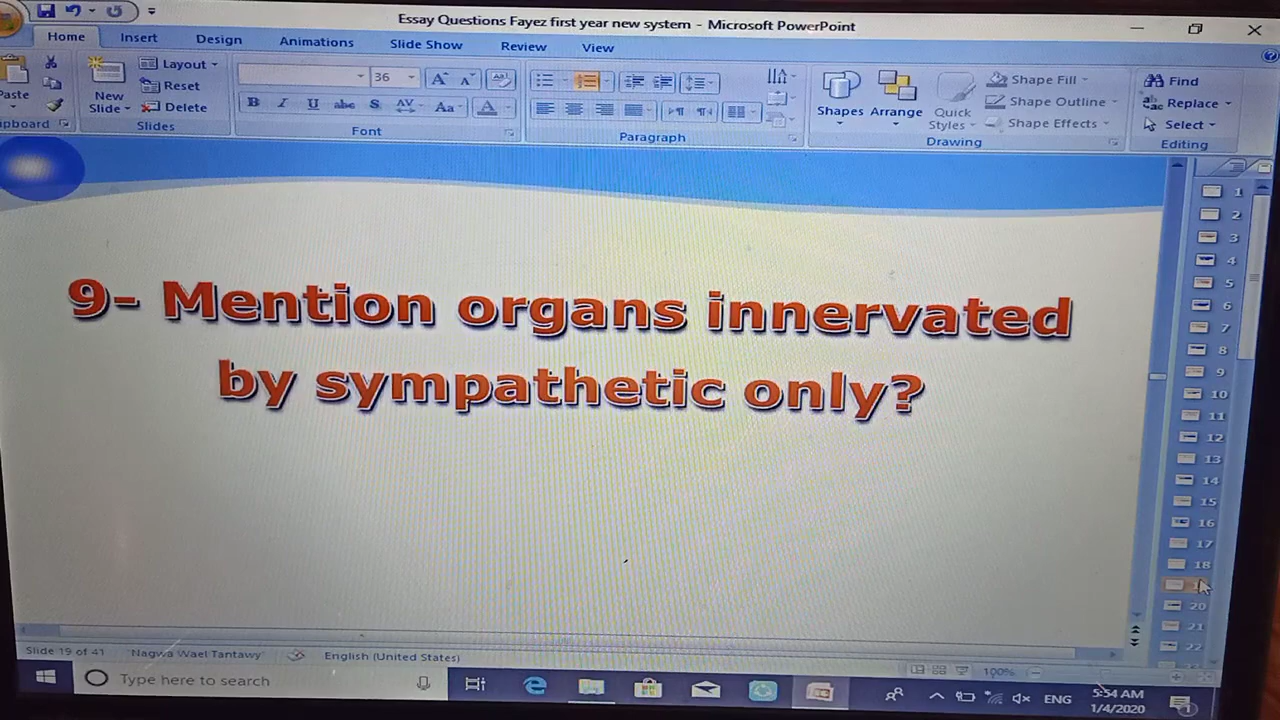 Essay Questions Fayez first year new system - Microsoft PowerPoint
Home Insert Design Animations Slide Show Review View
Paste
New Slide
Layout
Reset
Delete
36
B I U abc S AV Aa A
Shapes Arrange Quick Styles
Shape Fill
Shape Outline
Shape Effects
Find
Replace
Select
Slides Font Paragraph Drawing Editing
9- Mention organs innervated
by sympathetic only?
1
2
3
4
5
6
7
8
9
10
11
12
13
14
15
16
17
18
20
21
22
Slide 19 of 41 Nagwa Wael Tantawy English (United States) 100%
Type here to search
ENG
5:54 AM
1/4/2020